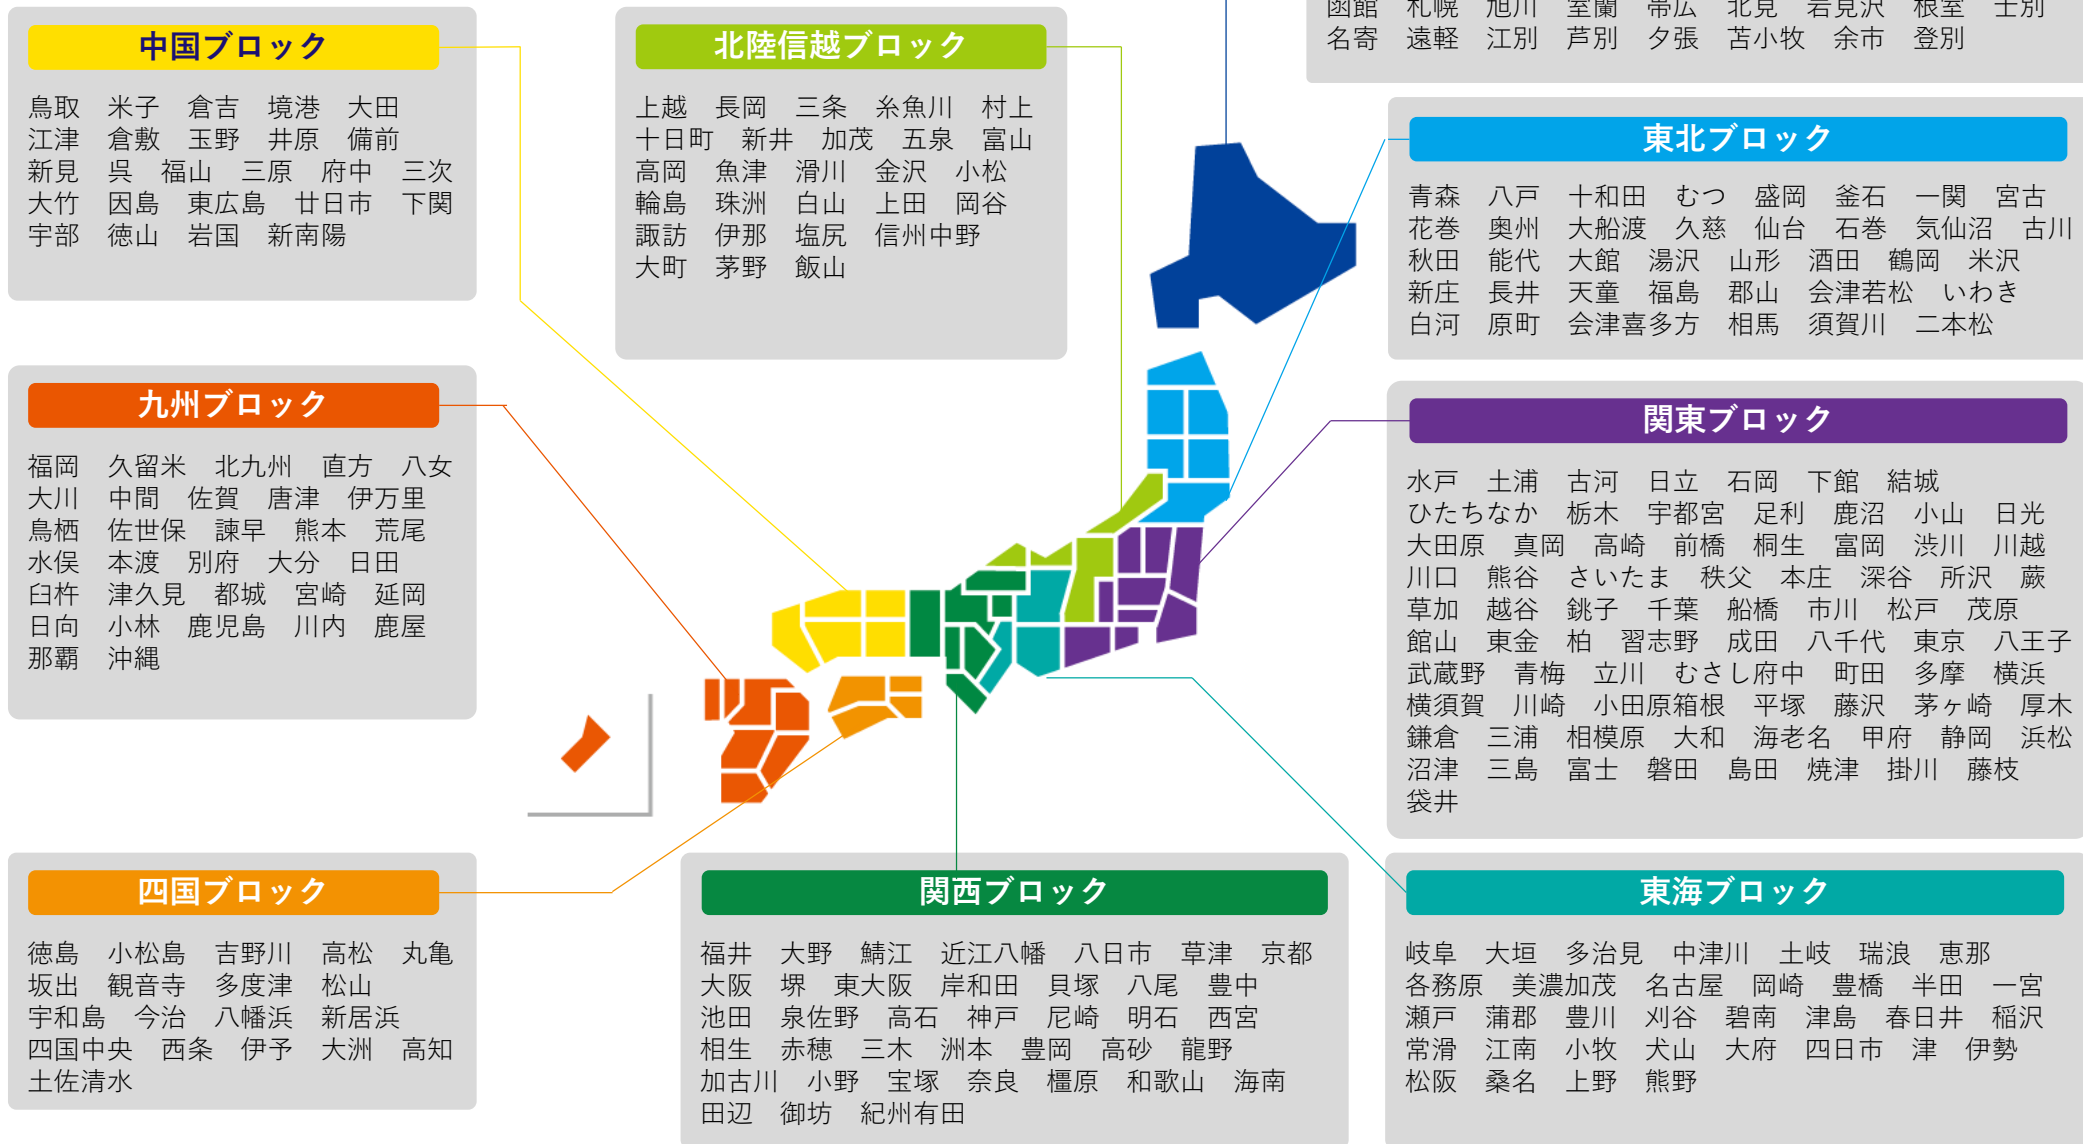 中国ブロック
鳥取 米子 倉吉 境港 大田
江津 倉敷 玉野 井原 備前
新見 呉 福山 三原 府中 三次
大竹 因島 東広島 廿日市 下関
宇部 徳山 岩国 新南陽
北陸信越ブロック
上越 長岡 三条 糸魚川 村上
十日町 新井 加茂 五泉 富山
高岡 魚津 滑川 金沢 小松
輪島 珠洲 白山 上田 岡谷
諏訪 伊那 塩尻 信州中野
大町 茅野 飯山
函館 札幌 旭川 室蘭 帯広 北見 岩見沢 根室 士別
名寄 遠軽 江別 芦別 夕張 苫小牧 余市 登別
東北ブロック
青森 八戸 十和田 むつ 盛岡 釜石 一関 宮古
花巻 奥州 大船渡 久慈 仙台 石巻 気仙沼 古川
秋田 能代 大館 湯沢 山形 酒田 鶴岡 米沢
新庄 長井 天童 福島 郡山 会津若松 いわき
白河 原町 会津喜多方 相馬 須賀川 二本松
九州ブロック
福岡 久留米 北九州 直方 八女
大川 中間 佐賀 唐津 伊万里
鳥栖 佐世保 諫早 熊本 荒尾
水俣 本渡 別府 大分 日田
臼杵 津久見 都城 宮崎 延岡
日向 小林 鹿児島 川内 鹿屋
那覇 沖縄
関東ブロック
水戸 土浦 古河 日立 石岡 下館 結城
ひたちなか 栃木 宇都宮 足利 鹿沼 小山 日光
大田原 真岡 高崎 前橋 桐生 富岡 渋川 川越
川口 熊谷 さいたま 秩父 本庄 深谷 所沢 蕨
草加 越谷 銚子 千葉 船橋 市川 松戸 茂原
館山 東金 柏 習志野 成田 八千代 東京 八王子
武蔵野 青梅 立川 むさし府中 町田 多摩 横浜
横須賀 川崎 小田原箱根 平塚 藤沢 茅ヶ崎 厚木
鎌倉 三浦 相模原 大和 海老名 甲府 静岡 浜松
沼津 三島 富士 磐田 島田 焼津 掛川 藤枝
袋井
四国ブロック
徳島 小松島 吉野川 高松 丸亀
坂出 観音寺 多度津 松山
宇和島 今治 八幡浜 新居浜
四国中央 西条 伊予 大洲 高知
土佐清水
関西ブロック
福井 大野 鯖江 近江八幡 八日市 草津 京都
大阪 堺 東大阪 岸和田 貝塚 八尾 豊中
池田 泉佐野 高石 神戸 尼崎 明石 西宮
相生 赤穂 三木 洲本 豊岡 高砂 龍野
加古川 小野 宝塚 奈良 橿原 和歌山 海南
田辺 御坊 紀州有田
東海ブロック
岐阜 大垣 多治見 中津川 土岐 瑞浪 恵那
各務原 美濃加茂 名古屋 岡崎 豊橋 半田 一宮
瀬戸 蒲郡 豊川 刈谷 碧南 津島 春日井 稲沢
常滑 江南 小牧 犬山 大府 四日市 津 伊勢
松阪 桑名 上野 熊野